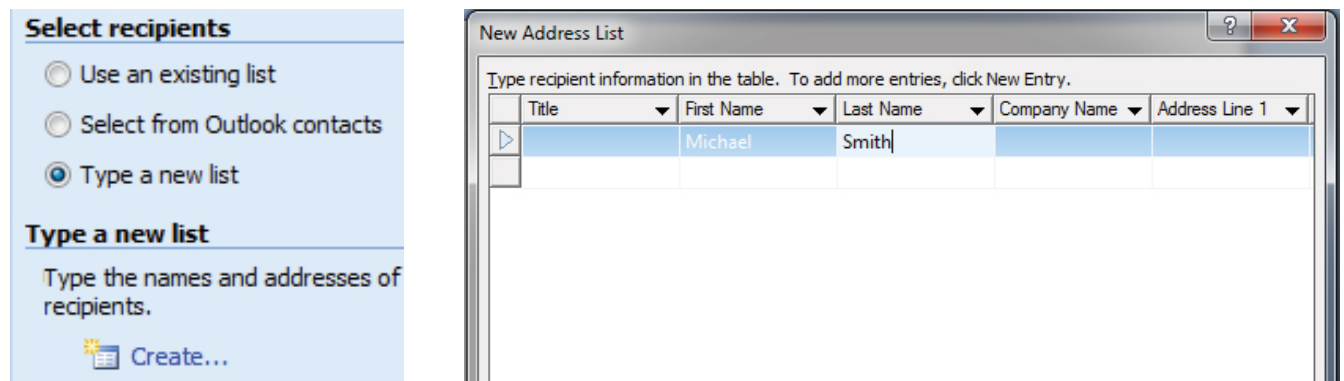 Select recipients
Use an existing list
Select from Outlook contacts
Type a new list
Type a new list
Type the names and addresses of
recipients.
Create...
New Address List
Type recipient information in the table. To add more entries, click New Entry.
Title First Name Last Name Company Name Address Line 1
Michael Smith